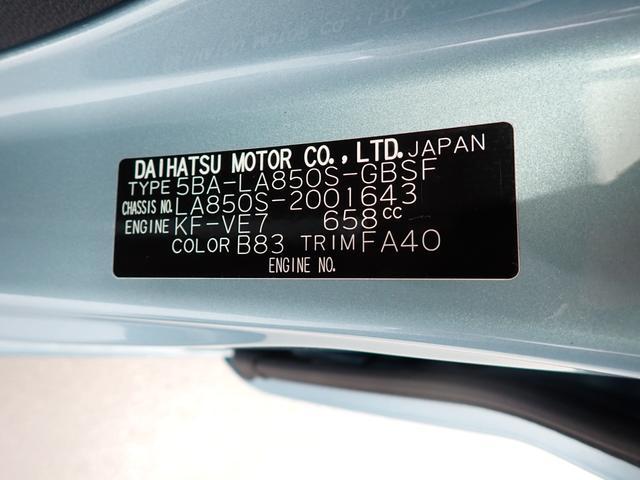 DAIHATSU MOTOR CO., LTD. JAPAN
TYPE 5BA-LA850S-GBSF
CHASSIS NO. LA850S-2001643
ENGINE KF-VE7 658cc
COLOR B83 TRIM FA40
ENGINE NO.